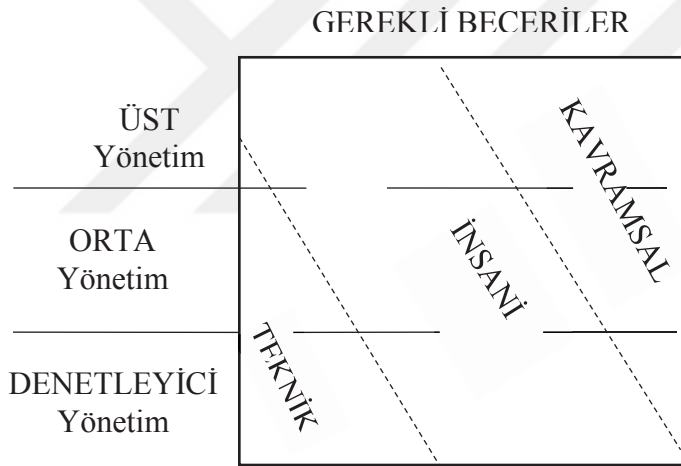 GEREKLİ BECERİLER
ÜST
Yönetim
KAVRAMSAL
ORTA
Yönetim
İNSANİ
TEKNİK
DENETLEYİCİ
Yönetim